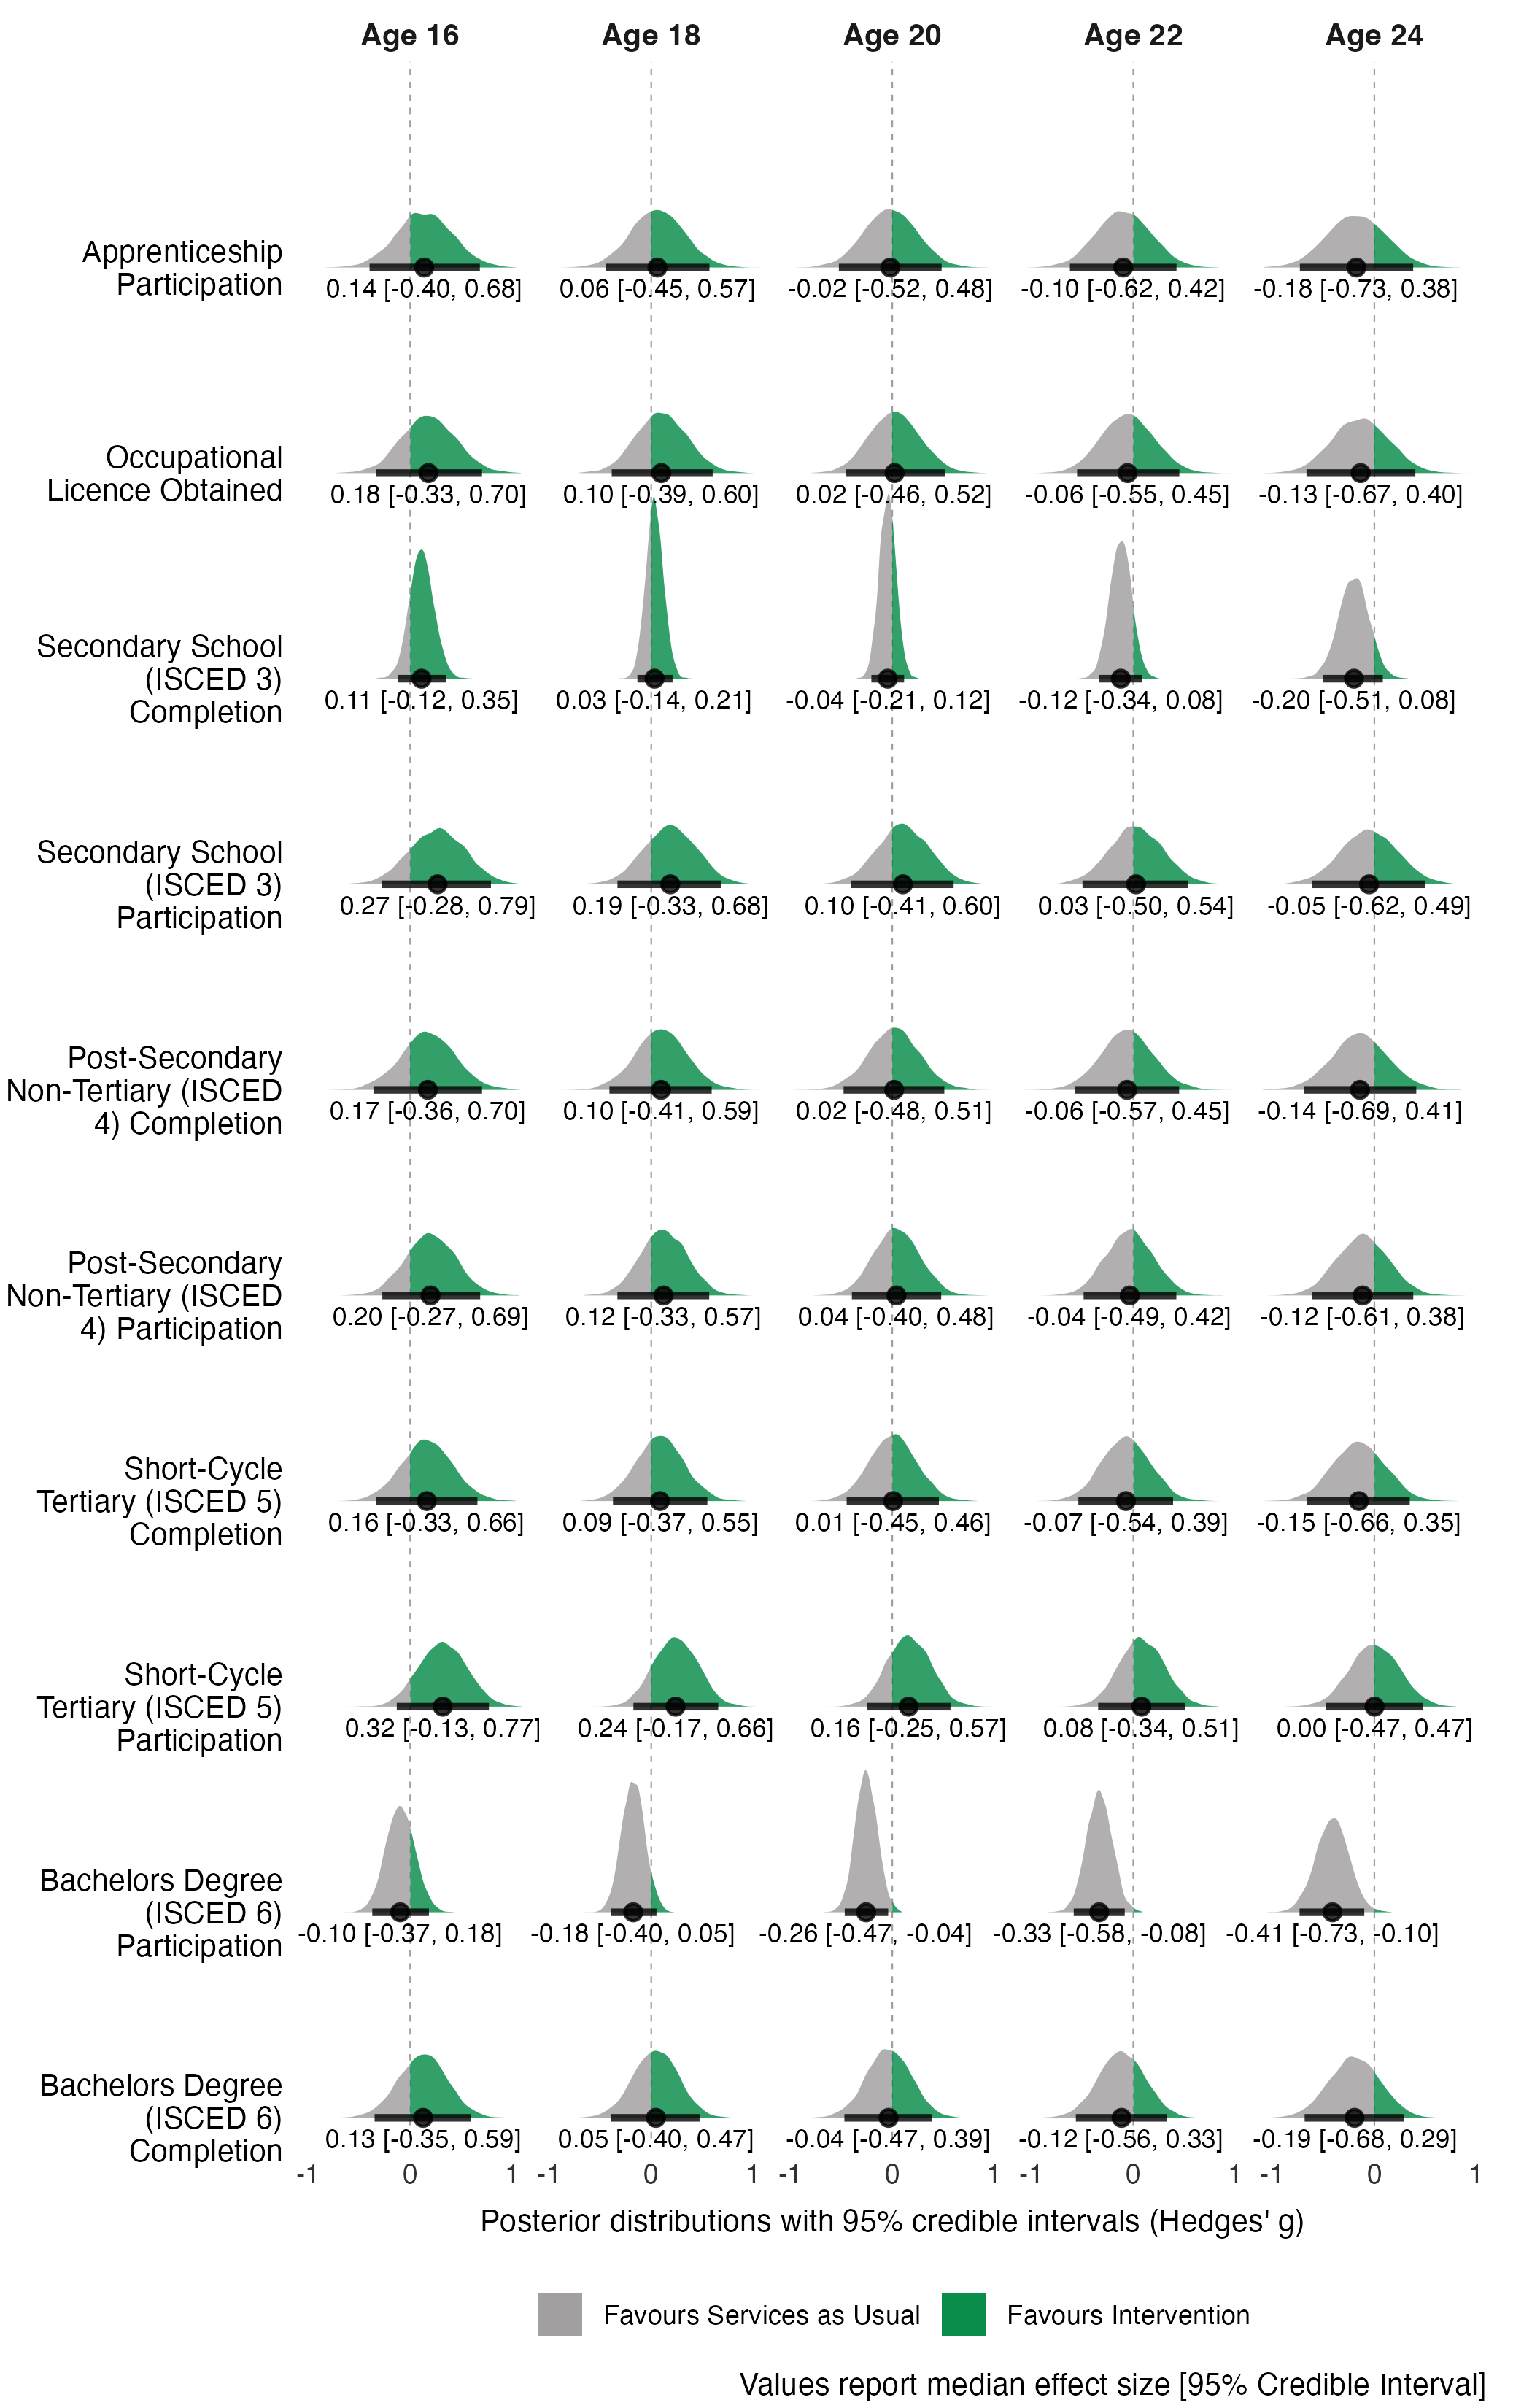 Age 16 Age 18 Age 20 Age 22 Age 24
Apprenticeship
Participation
0.14 [-0.40, 0.68] 0.06 [-0.45, 0.57] -0.02 [-0.52, 0.48] -0.10 [-0.62, 0.42] -0.18 [-0.73, 0.38]
Occupational
Licence Obtained
0.18 [-0.33, 0.70] 0.10 [-0.39, 0.60] 0.02 [-0.46, 0.52] -0.06 [-0.55, 0.45] -0.13 [-0.67, 0.40]
Secondary School
(ISCED 3)
Completion
0.11 [-0.12, 0.35] 0.03 [-0.14, 0.21] -0.04 [-0.21, 0.12] -0.12 [-0.34, 0.08] -0.20 [-0.51, 0.08]
Secondary School
(ISCED 3)
Participation
0.27 [-0.28, 0.79] 0.19 [-0.33, 0.68] 0.10 [-0.41, 0.60] 0.03 [-0.50, 0.54] -0.05 [-0.62, 0.49]
Post-Secondary
Non-Tertiary (ISCED
4) Completion
0.17 [-0.36, 0.70] 0.10 [-0.41, 0.59] 0.02 [-0.48, 0.51] -0.06 [-0.57, 0.45] -0.14 [-0.69, 0.41]
Post-Secondary
Non-Tertiary (ISCED
4) Participation
0.20 [-0.27, 0.69] 0.12 [-0.33, 0.57] 0.04 [-0.40, 0.48] -0.04 [-0.49, 0.42] -0.12 [-0.61, 0.38]
Short-Cycle
Tertiary (ISCED 5)
Completion
0.16 [-0.33, 0.66] 0.09 [-0.37, 0.55] 0.01 [-0.45, 0.46] -0.07 [-0.54, 0.39] -0.15 [-0.66, 0.35]
Short-Cycle
Tertiary (ISCED 5)
Participation
0.32 [-0.13, 0.77] 0.24 [-0.17, 0.66] 0.16 [-0.25, 0.57] 0.08 [-0.34, 0.51] 0.00 [-0.47, 0.47]
Bachelors Degree
(ISCED 6)
Participation
-0.10 [-0.37, 0.18] -0.18 [-0.40, 0.05] -0.26 [-0.47, -0.04] -0.33 [-0.58, -0.08] -0.41 [-0.73, -0.10]
Bachelors Degree
(ISCED 6)
Completion
0.13 [-0.35, 0.59] 0.05 [-0.40, 0.47] -0.04 [-0.47, 0.39] -0.12 [-0.56, 0.33] -0.19 [-0.68, 0.29]
-1 0 1 -1 0 1 -1 0 1 -1 0 1 -1 0 1
Posterior distributions with 95% credible intervals (Hedges' g)
Favours Services as Usual Favours Intervention
Values report median effect size [95% Credible Interval]